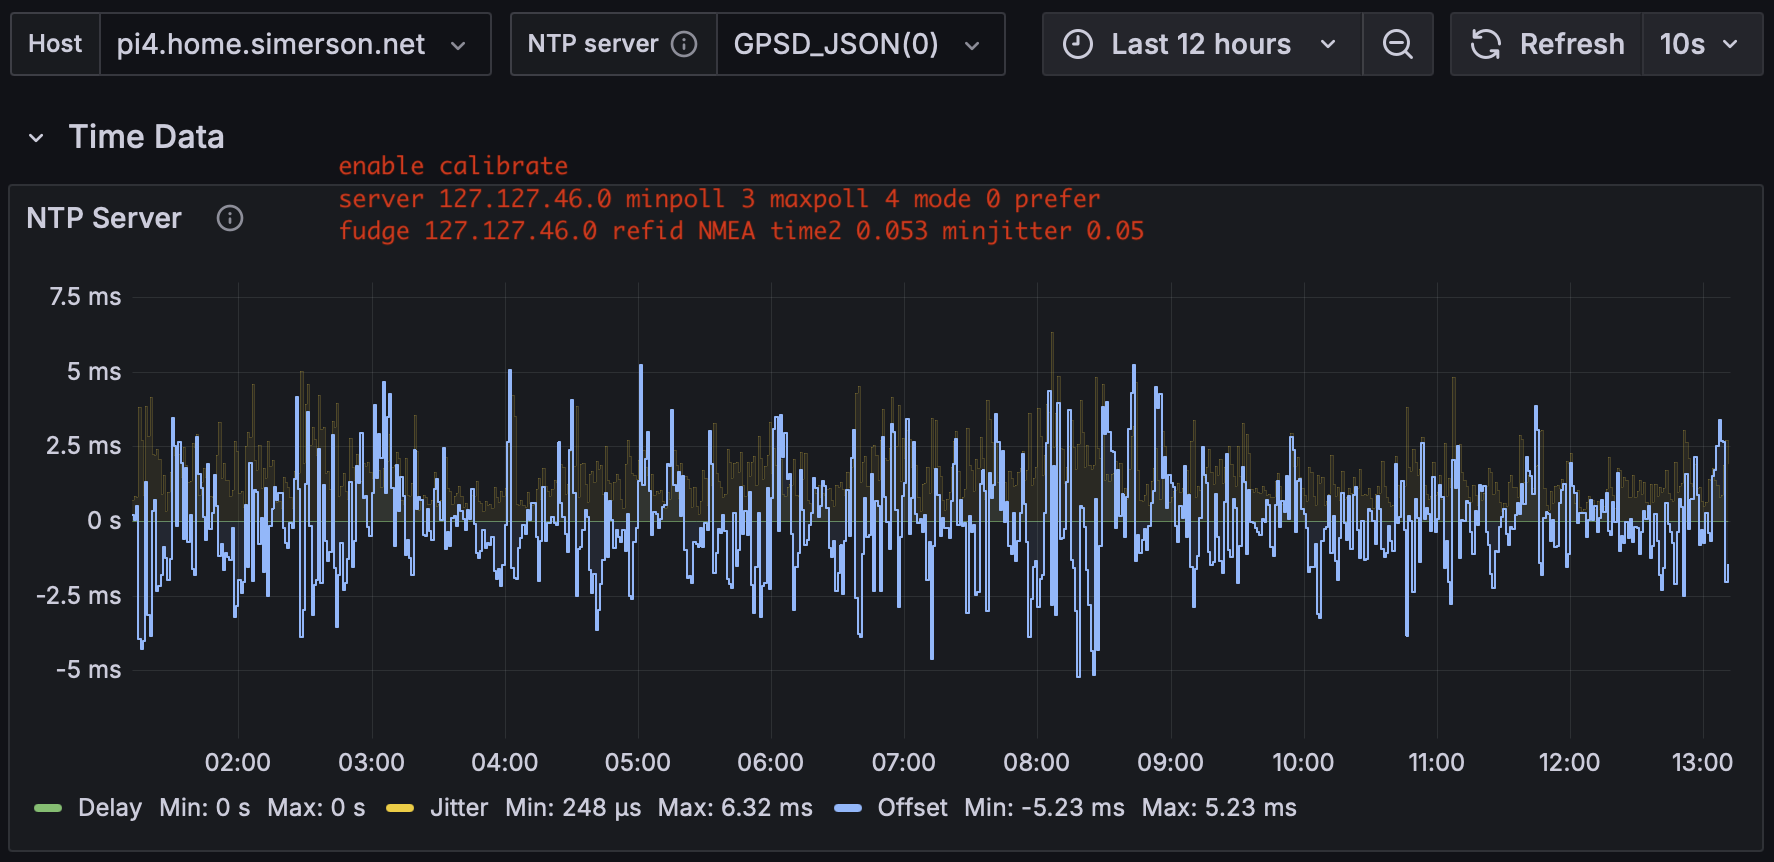 Host pi4.home.simerson.net NTP server GPSD_JSON(0) Last 12 hours Refresh 10s
Time Data
enable calibrate
server 127.127.46.0 minpoll 3 maxpoll 4 mode 0 prefer
NTP Server
fudge 127.127.46.0 refid NMEA time2 0.053 minjitter 0.05
7.5 ms
5 ms
2.5 ms
0 s
-2.5 ms
-5 ms
02:00 03:00 04:00 05:00 06:00 07:00 08:00 09:00 10:00 11:00 12:00 13:00
Delay Min: 0 s Max: 0 s Jitter Min: 248 µs Max: 6.32 ms Offset Min: -5.23 ms Max: 5.23 ms